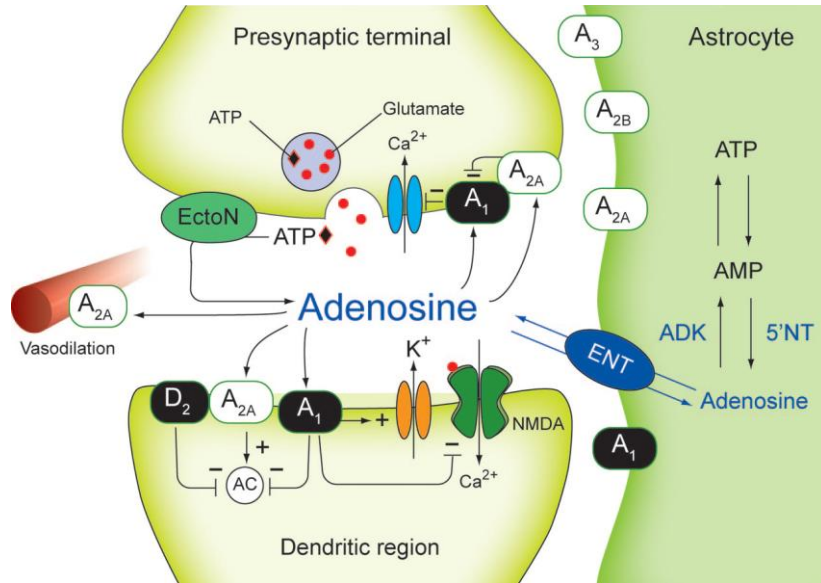 Presynaptic terminal
Astrocyte
A3
A2B
A2A
ATP
Glutamate
Ca2+
−
−
A2A
A1
EctoN
ATP
ATP
AMP
ADK
5'NT
Adenosine
ENT
Adenosine
A2A
Vasodilation
K+
D2
A2A
A1
+
NMDA
+
−
−
−
AC
Ca2+
A1
Dendritic region